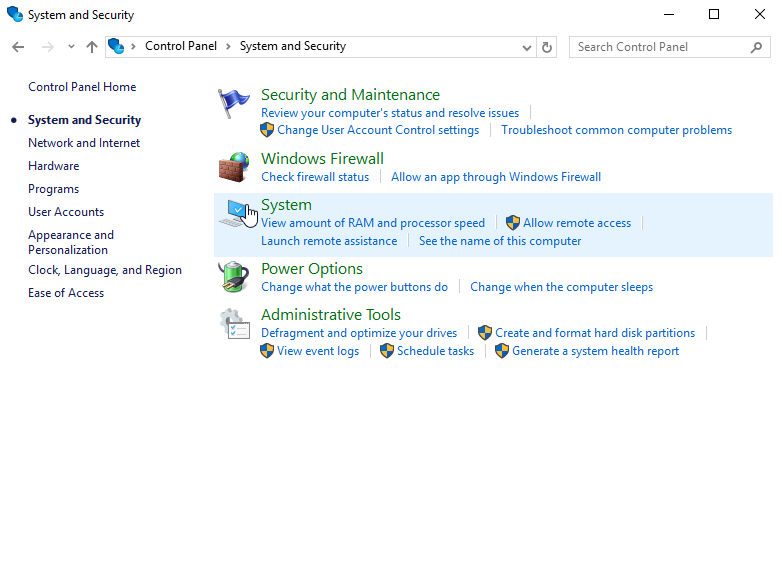 System and Security
Control Panel > System and Security
Search Control Panel
Control Panel Home
System and Security
Network and Internet
Hardware
Programs
User Accounts
Appearance and
Personalization
Clock, Language, and Region
Ease of Access
Security and Maintenance
Review your computer's status and resolve issues
Change User Account Control settings
Troubleshoot common computer problems
Windows Firewall
Check firewall status
Allow an app through Windows Firewall
System
View amount of RAM and processor speed
Allow remote access
Launch remote assistance
See the name of this computer
Power Options
Change what the power buttons do
Change when the computer sleeps
Administrative Tools
Defragment and optimize your drives
Create and format hard disk partitions
View event logs
Schedule tasks
Generate a system health report